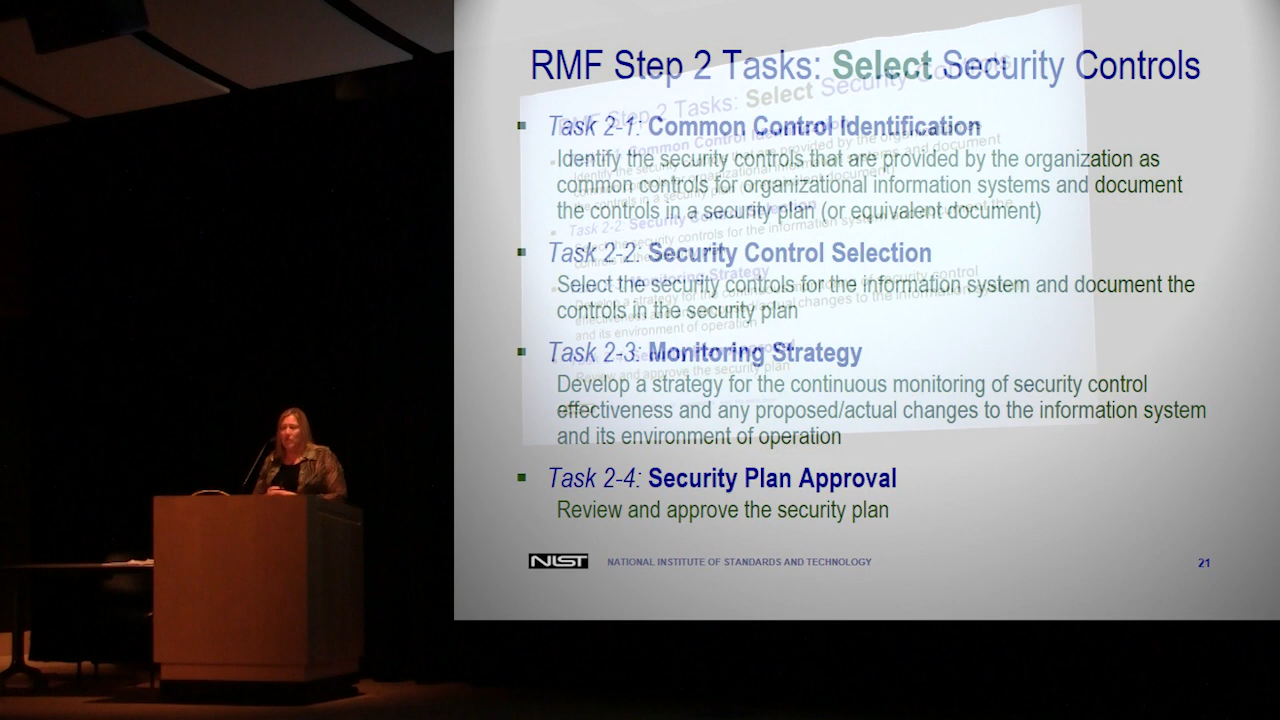 RMF Step 2 Tasks: Select Security Controls
Task 2-1: Common Control Identification
Identify the security controls that are provided by the organization as
common controls for organizational information systems and document
the controls in a security plan (or equivalent document)
Task 2-2: Security Control Selection
Select the security controls for the information system and document the
controls in the security plan
Task 2-3: Monitoring Strategy
Develop a strategy for the continuous monitoring of security control
effectiveness and any proposed/actual changes to the information system
and its environment of operation
Task 2-4: Security Plan Approval
Review and approve the security plan
NIST NATIONAL INSTITUTE OF STANDARDS AND TECHNOLOGY 21